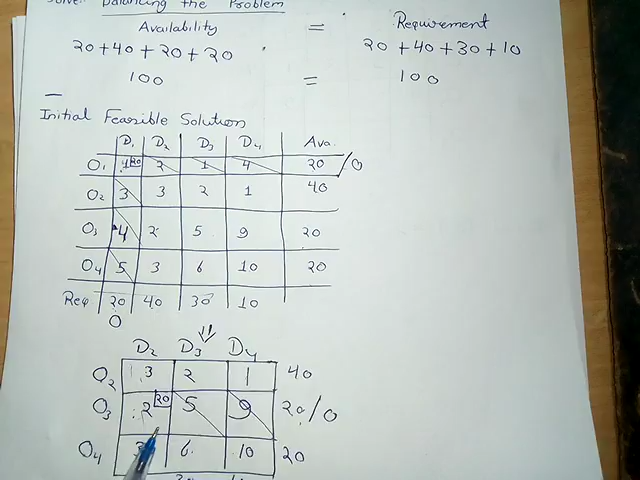 Solve: Balancing the Problem
Availability = Requirement
20+40+20+20 20+40+30+10
100 = 100
Initial Feasible Solution
D1 D2 D3 D4 Ava.
O1 1 20 2 1 4 20/0
O2 3 3 2 1 40
O3 4 2 5 9 20
O4 5 3 6 10 20
Req 20 40 30 10
0
D2 D3 D4
O2 3 2 1 40
O3 2 20 5 9 20/0
O4 3 6 10 20